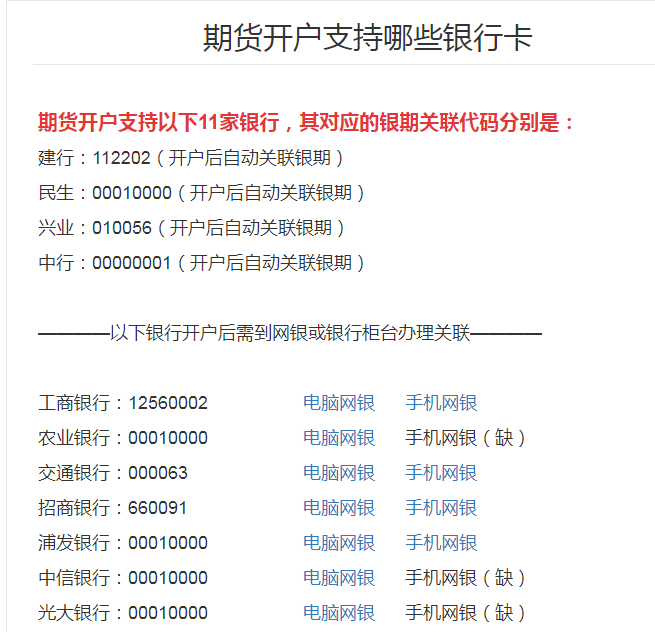 期货开户支持哪些银行卡
期货开户支持以下11家银行，其对应的银期关联代码分别是：
建行：112202（开户后自动关联银期）
民生：00010000（开户后自动关联银期）
兴业：010056（开户后自动关联银期）
中行：00000001（开户后自动关联银期）
————以下银行开户后需到网银或银行柜台办理关联————
工商银行：12560002 电脑网银 手机网银
农业银行：00010000 电脑网银 手机网银（缺）
交通银行：000063 电脑网银 手机网银
招商银行：660091 电脑网银 手机网银
浦发银行：00010000 电脑网银 手机网银
中信银行：00010000 电脑网银 手机网银（缺）
光大银行：00010000 电脑网银 手机网银（缺）